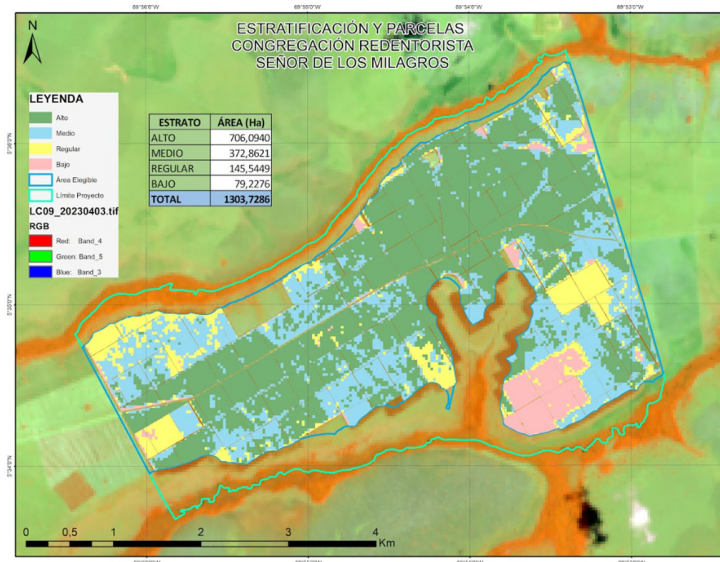 ESTRATIFICACIÓN Y PARCELAS
CONGREGACIÓN REDENTORISTA
SEÑOR DE LOS MILAGROS
N
LEYENDA
Alto
Medio
Regular
Bajo
Área Elegible
Límite Proyecto
LC09_20230403.tif
RGB
Red: Band_4
Green: Band_5
Blue: Band_3
ESTRATO ÁREA (Ha)
ALTO 706,0940
MEDIO 372,8621
REGULAR 145,5449
BAJO 79,2276
TOTAL 1303,7286
0 0,5 1 2 3 4
Km